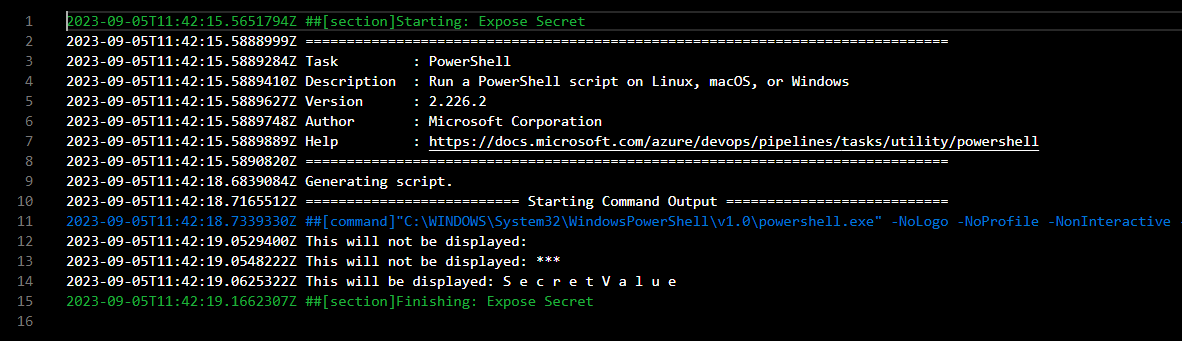 1 2023-09-05T11:42:15.5651794Z ##[section]Starting: Expose Secret
2 2023-09-05T11:42:15.5888999Z ==============================================================================
3 2023-09-05T11:42:15.5889284Z Task         : PowerShell
4 2023-09-05T11:42:15.5889410Z Description  : Run a PowerShell script on Linux, macOS, or Windows
5 2023-09-05T11:42:15.5889627Z Version      : 2.226.2
6 2023-09-05T11:42:15.5889748Z Author       : Microsoft Corporation
7 2023-09-05T11:42:15.5889889Z Help         : https://docs.microsoft.com/azure/devops/pipelines/tasks/utility/powershell
8 2023-09-05T11:42:15.5890820Z ==============================================================================
9 2023-09-05T11:42:18.6839084Z Generating script.
10 2023-09-05T11:42:18.7165512Z ========================== Starting Command Output ===========================
11 2023-09-05T11:42:18.7339330Z ##[command]"C:\WINDOWS\System32\WindowsPowerShell\v1.0\powershell.exe" -NoLogo -NoProfile -NonInteractive
12 2023-09-05T11:42:19.0529400Z This will not be displayed:
13 2023-09-05T11:42:19.0548222Z This will not be displayed: ***
14 2023-09-05T11:42:19.0625322Z This will be displayed: S e c r e t V a l u e
15 2023-09-05T11:42:19.1662307Z ##[section]Finishing: Expose Secret
16